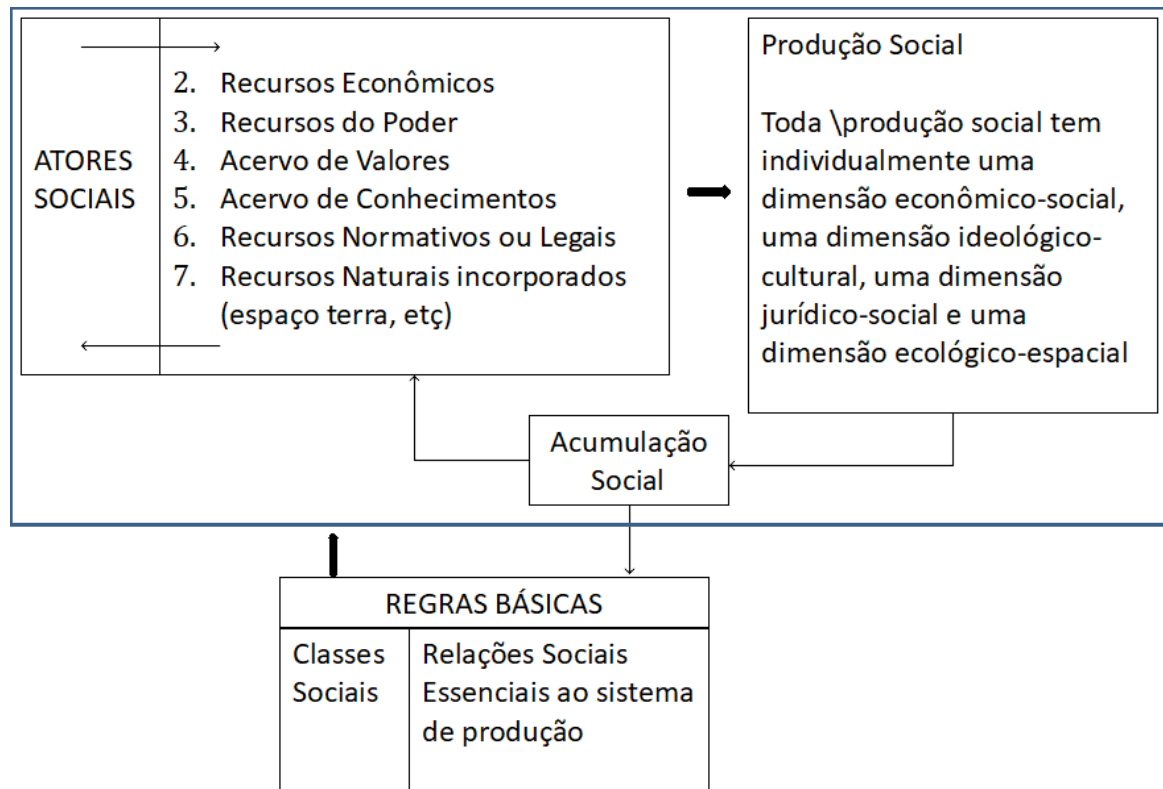 ATORES
SOCIAIS
2. Recursos Econômicos
3. Recursos do Poder
4. Acervo de Valores
5. Acervo de Conhecimentos
6. Recursos Normativos ou Legais
7. Recursos Naturais incorporados
(espaço terra, etç)
Produção Social
Toda \produção social tem
individualmente uma
dimensão econômico-social,
uma dimensão ideológico-
cultural, uma dimensão
jurídico-social e uma
dimensão ecológico-espacial
Acumulação
Social
REGRAS BÁSICAS
Classes
Sociais
Relações Sociais
Essenciais ao sistema
de produção